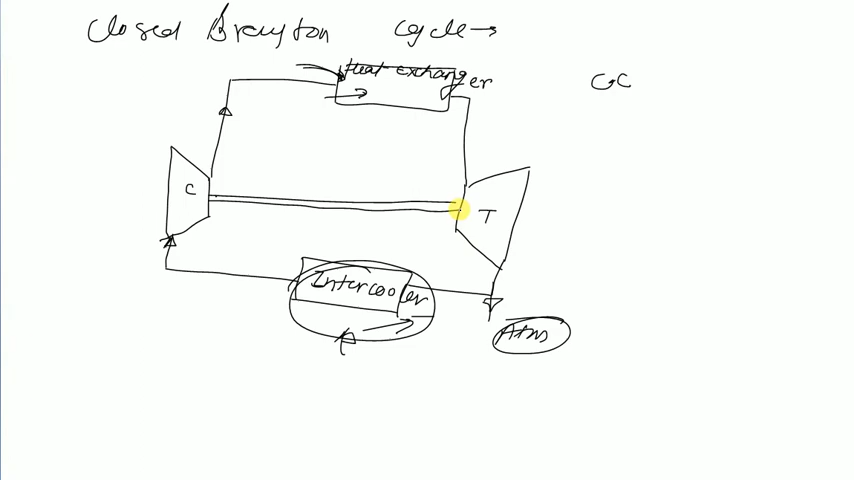 Closed Brayton cycle →
Heat exchanger
GC
C
T
Intercooler
Atm